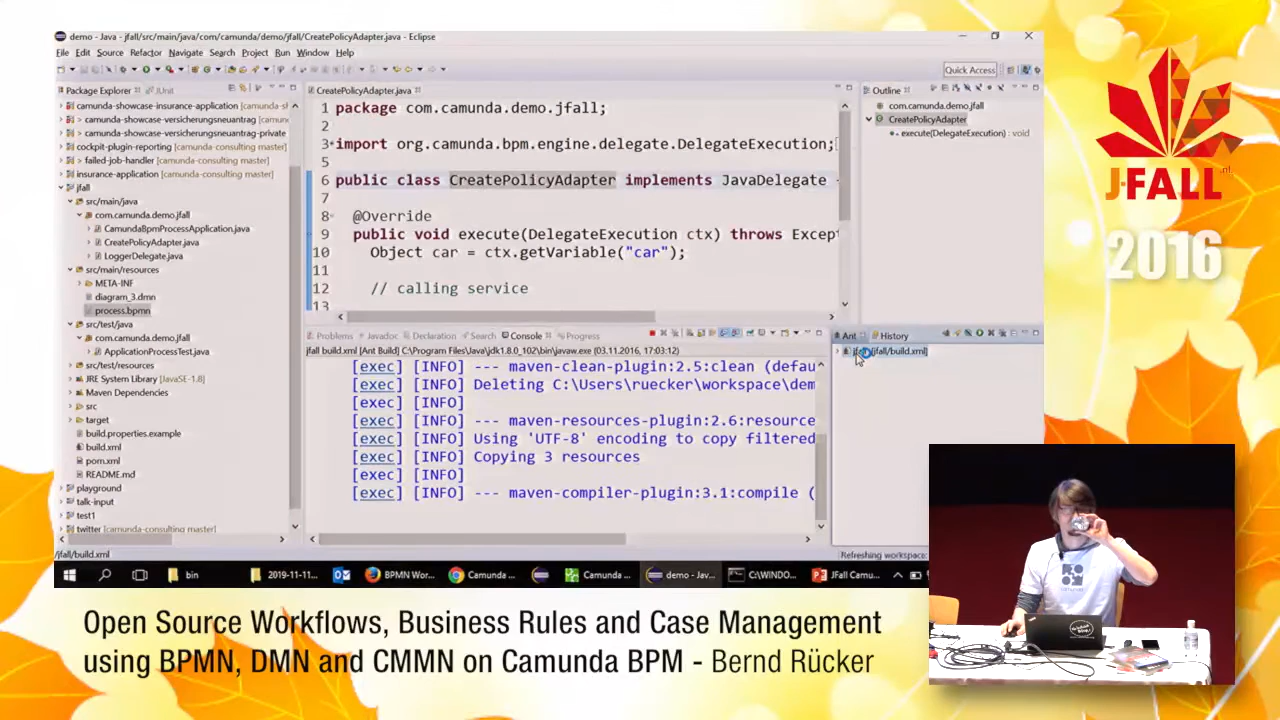 demo - Java - jfall/src/main/java/com/camunda/demo/jfall/CreatePolicyAdapter.java - Eclipse
File Edit Source Refactor Navigate Search Project Run Window Help
Quick Access
Package Explorer JUnit
camunda-showcase-insurance-application
> camunda-showcase-versicherungsneuantrag
> camunda-showcase-versicherungsneuantrag-private
cockpit-plugin-reporting [camunda-consulting master]
> failed-job-handler [camunda-consulting master]
insurance-application [camunda-consulting master]
jfall
src/main/java
com.camunda.demo.jfall
CamundaBpmProcessApplication.java
CreatePolicyAdapter.java
LoggerDelegate.java
src/main/resources
META-INF
diagram_3.dmn
process.bpmn
src/test/java
com.camunda.demo.jfall
ApplicationProcessTest.java
src/test/resources
JRE System Library [JavaSE-1.8]
Maven Dependencies
src
target
build.properties.example
build.xml
pom.xml
README.md
playground
talk-input
test1
twitter [camunda-consulting master]
CreatePolicyAdapter.java
1 package com.camunda.demo.jfall;
2
3 import org.camunda.bpm.engine.delegate.DelegateExecution;
5
6 public class CreatePolicyAdapter implements JavaDelegate
7
8 @Override
9 public void execute(DelegateExecution ctx) throws Excep
10 Object car = ctx.getVariable("car");
11
12 // calling service
13
Outline
com.camunda.demo.jfall
CreatePolicyAdapter
execute(DelegateExecution) : void
Problems Javadoc Declaration Search Console Progress
jfall build.xml [Ant Build] C:\Program Files\Java\jdk1.8.0_102\bin\javaw.exe (03.11.2016, 17:03:12)
[exec] [INFO] --- maven-clean-plugin:2.5:clean (defau
[exec] [INFO] Deleting C:\Users\ruecker\workspace\dem
[exec] [INFO]
[exec] [INFO] --- maven-resources-plugin:2.6:resource
[exec] [INFO] Using 'UTF-8' encoding to copy filtered
[exec] [INFO] Copying 3 resources
[exec] [INFO]
[exec] [INFO] --- maven-compiler-plugin:3.1:compile (
Ant History
/jfall/build.xml]
/jfall/build.xml
Refreshing workspace:
bin
2019-11-11...
BPMN Wor...
Camunda ...
Camunda ...
demo - Jav...
C:\WINDO...
JFall Camu...
J-FALL.nl
2016
Open Source Workflows, Business Rules and Case Management
using BPMN, DMN and CMMN on Camunda BPM - Bernd Rücker